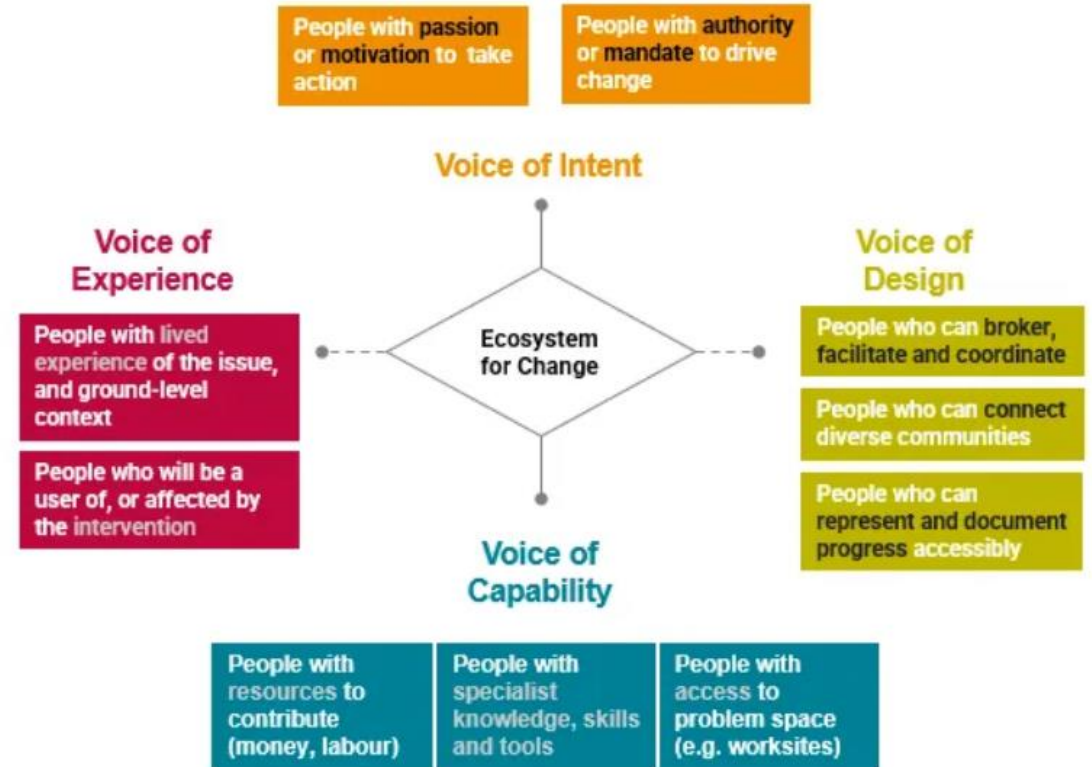 People with passion
or motivation to take
action
People with authority
or mandate to drive
change
Voice of Intent
Voice of
Experience
People with lived
experience of the issue,
and ground-level
context
People who will be a
user of, or affected by
the intervention
Ecosystem
for Change
Voice of
Design
People who can broker,
facilitate and coordinate
People who can connect
diverse communities
People who can
represent and document
progress accessibly
Voice of
Capability
People with
resources to
contribute
(money, labour)
People with
specialist
knowledge, skills
and tools
People with
access to
problem space
(e.g. worksites)